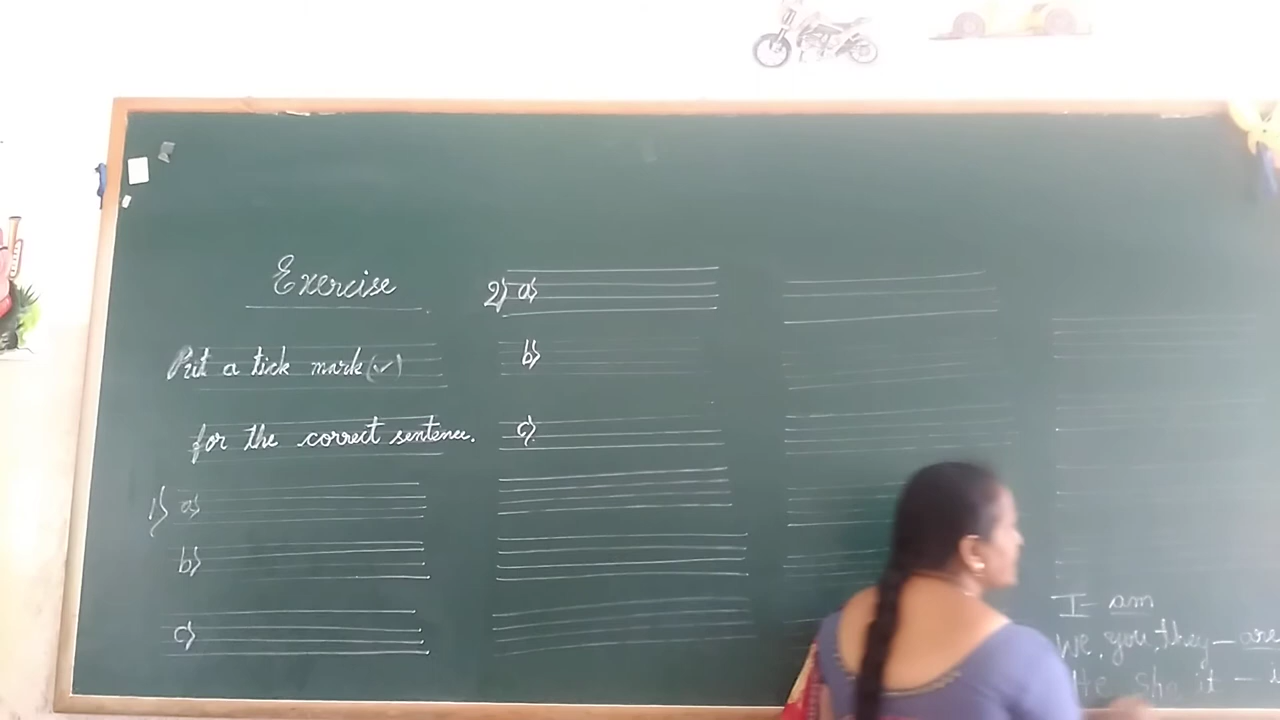 Exercise
Put a tick mark (✓)
for the correct sentence.
1) a)
b)
c)
2) a)
b)
c)
I - am
We, you, they - are
He she it - i